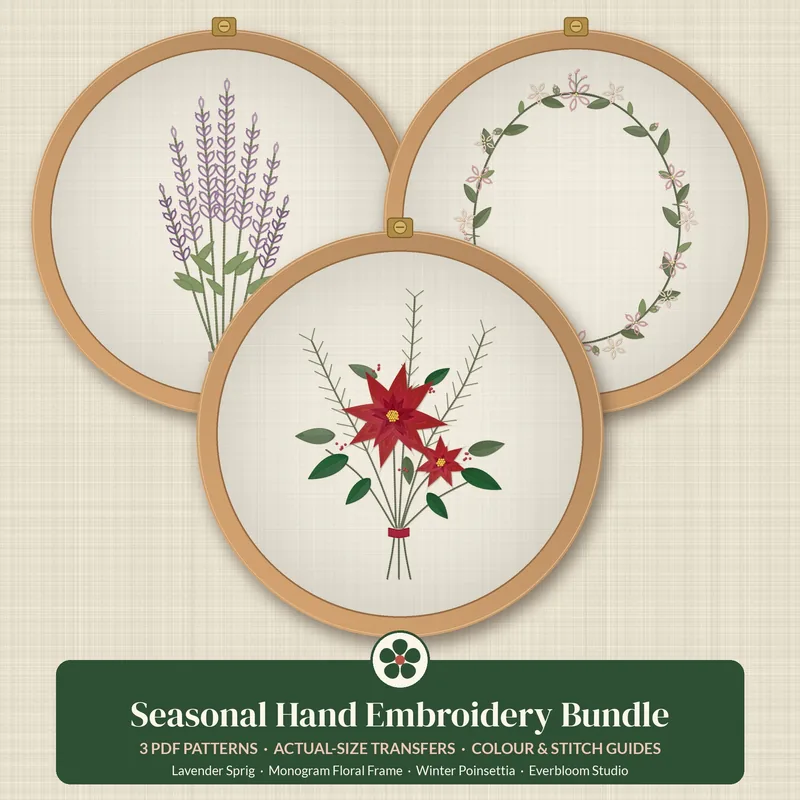 Seasonal Hand Embroidery Bundle
3 PDF PATTERNS · ACTUAL-SIZE TRANSFERS · COLOUR & STITCH GUIDES
Lavender Sprig · Monogram Floral Frame · Winter Poinsettia · Everbloom Studio